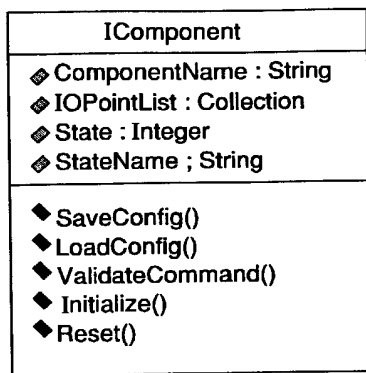 IComponent
ComponentName : String
IOPointList : Collection
State : Integer
StateName ; String
SaveConfig()
LoadConfig()
ValidateCommand()
Initialize()
Reset()